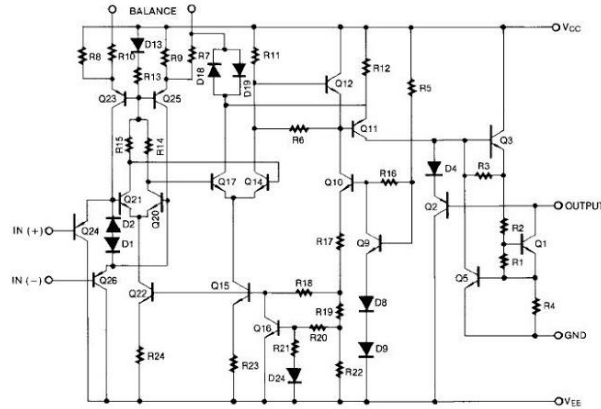 BALANCE
VCC
R8
R10
D13
R9
R7
D18
D19
R11
R12
R5
R13
Q23
Q25
Q12
Q3
R6
Q11
R15
R14
R3
D4
Q17
Q14
Q10
R16
Q2
OUTPUT
Q21
Q20
R2
Q1
IN (+)
Q24
D2
D1
R17
Q9
R1
IN (−)
Q26
Q5
Q22
Q15
R18
D8
R4
R19
Q16
R20
GND
R21
D9
R24
R23
D24
R22
VEE